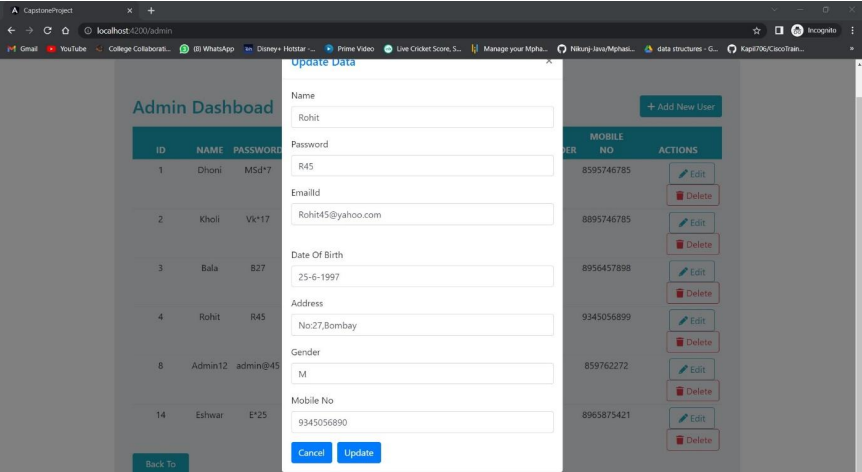 CapstoneProject
localhost:4200/admin
Incognito
Gmail YouTube College Collaborati... (8) WhatsApp Disney+ Hotstar -... Prime Video Live Cricket Score, S... Manage your Mpha... Nikunj-Java/Mphasi... data structures - G... Kapil706/CiscoTrain... »
Update Data ×
Admin Dashboad
+ Add New User
Name
Rohit
Password
R45
EmailId
Rohit45@yahoo.com
Date Of Birth
25-6-1997
Address
No:27,Bombay
Gender
M
Mobile No
9345056890
Cancel Update
ID NAME PASSWORD DER MOBILE NO ACTIONS
1 Dhoni MSd*7 8595746785 Edit
Delete
2 Kholi Vk*17 8895746785 Edit
Delete
3 Bala B27 8956457898 Edit
Delete
4 Rohit R45 9345056899 Edit
Delete
8 Admin12 admin@45 859762272 Edit
Delete
14 Eshwar E*25 8965875421 Edit
Delete
Back To